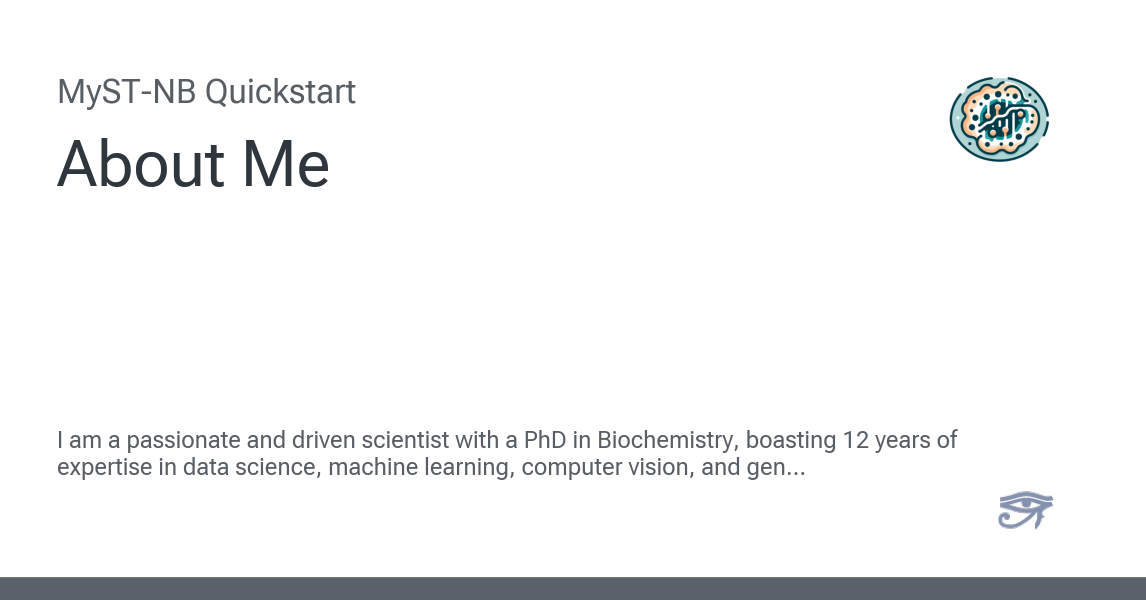 MyST-NB Quickstart
About Me
I am a passionate and driven scientist with a PhD in Biochemistry, boasting 12 years of
expertise in data science, machine learning, computer vision, and gen...